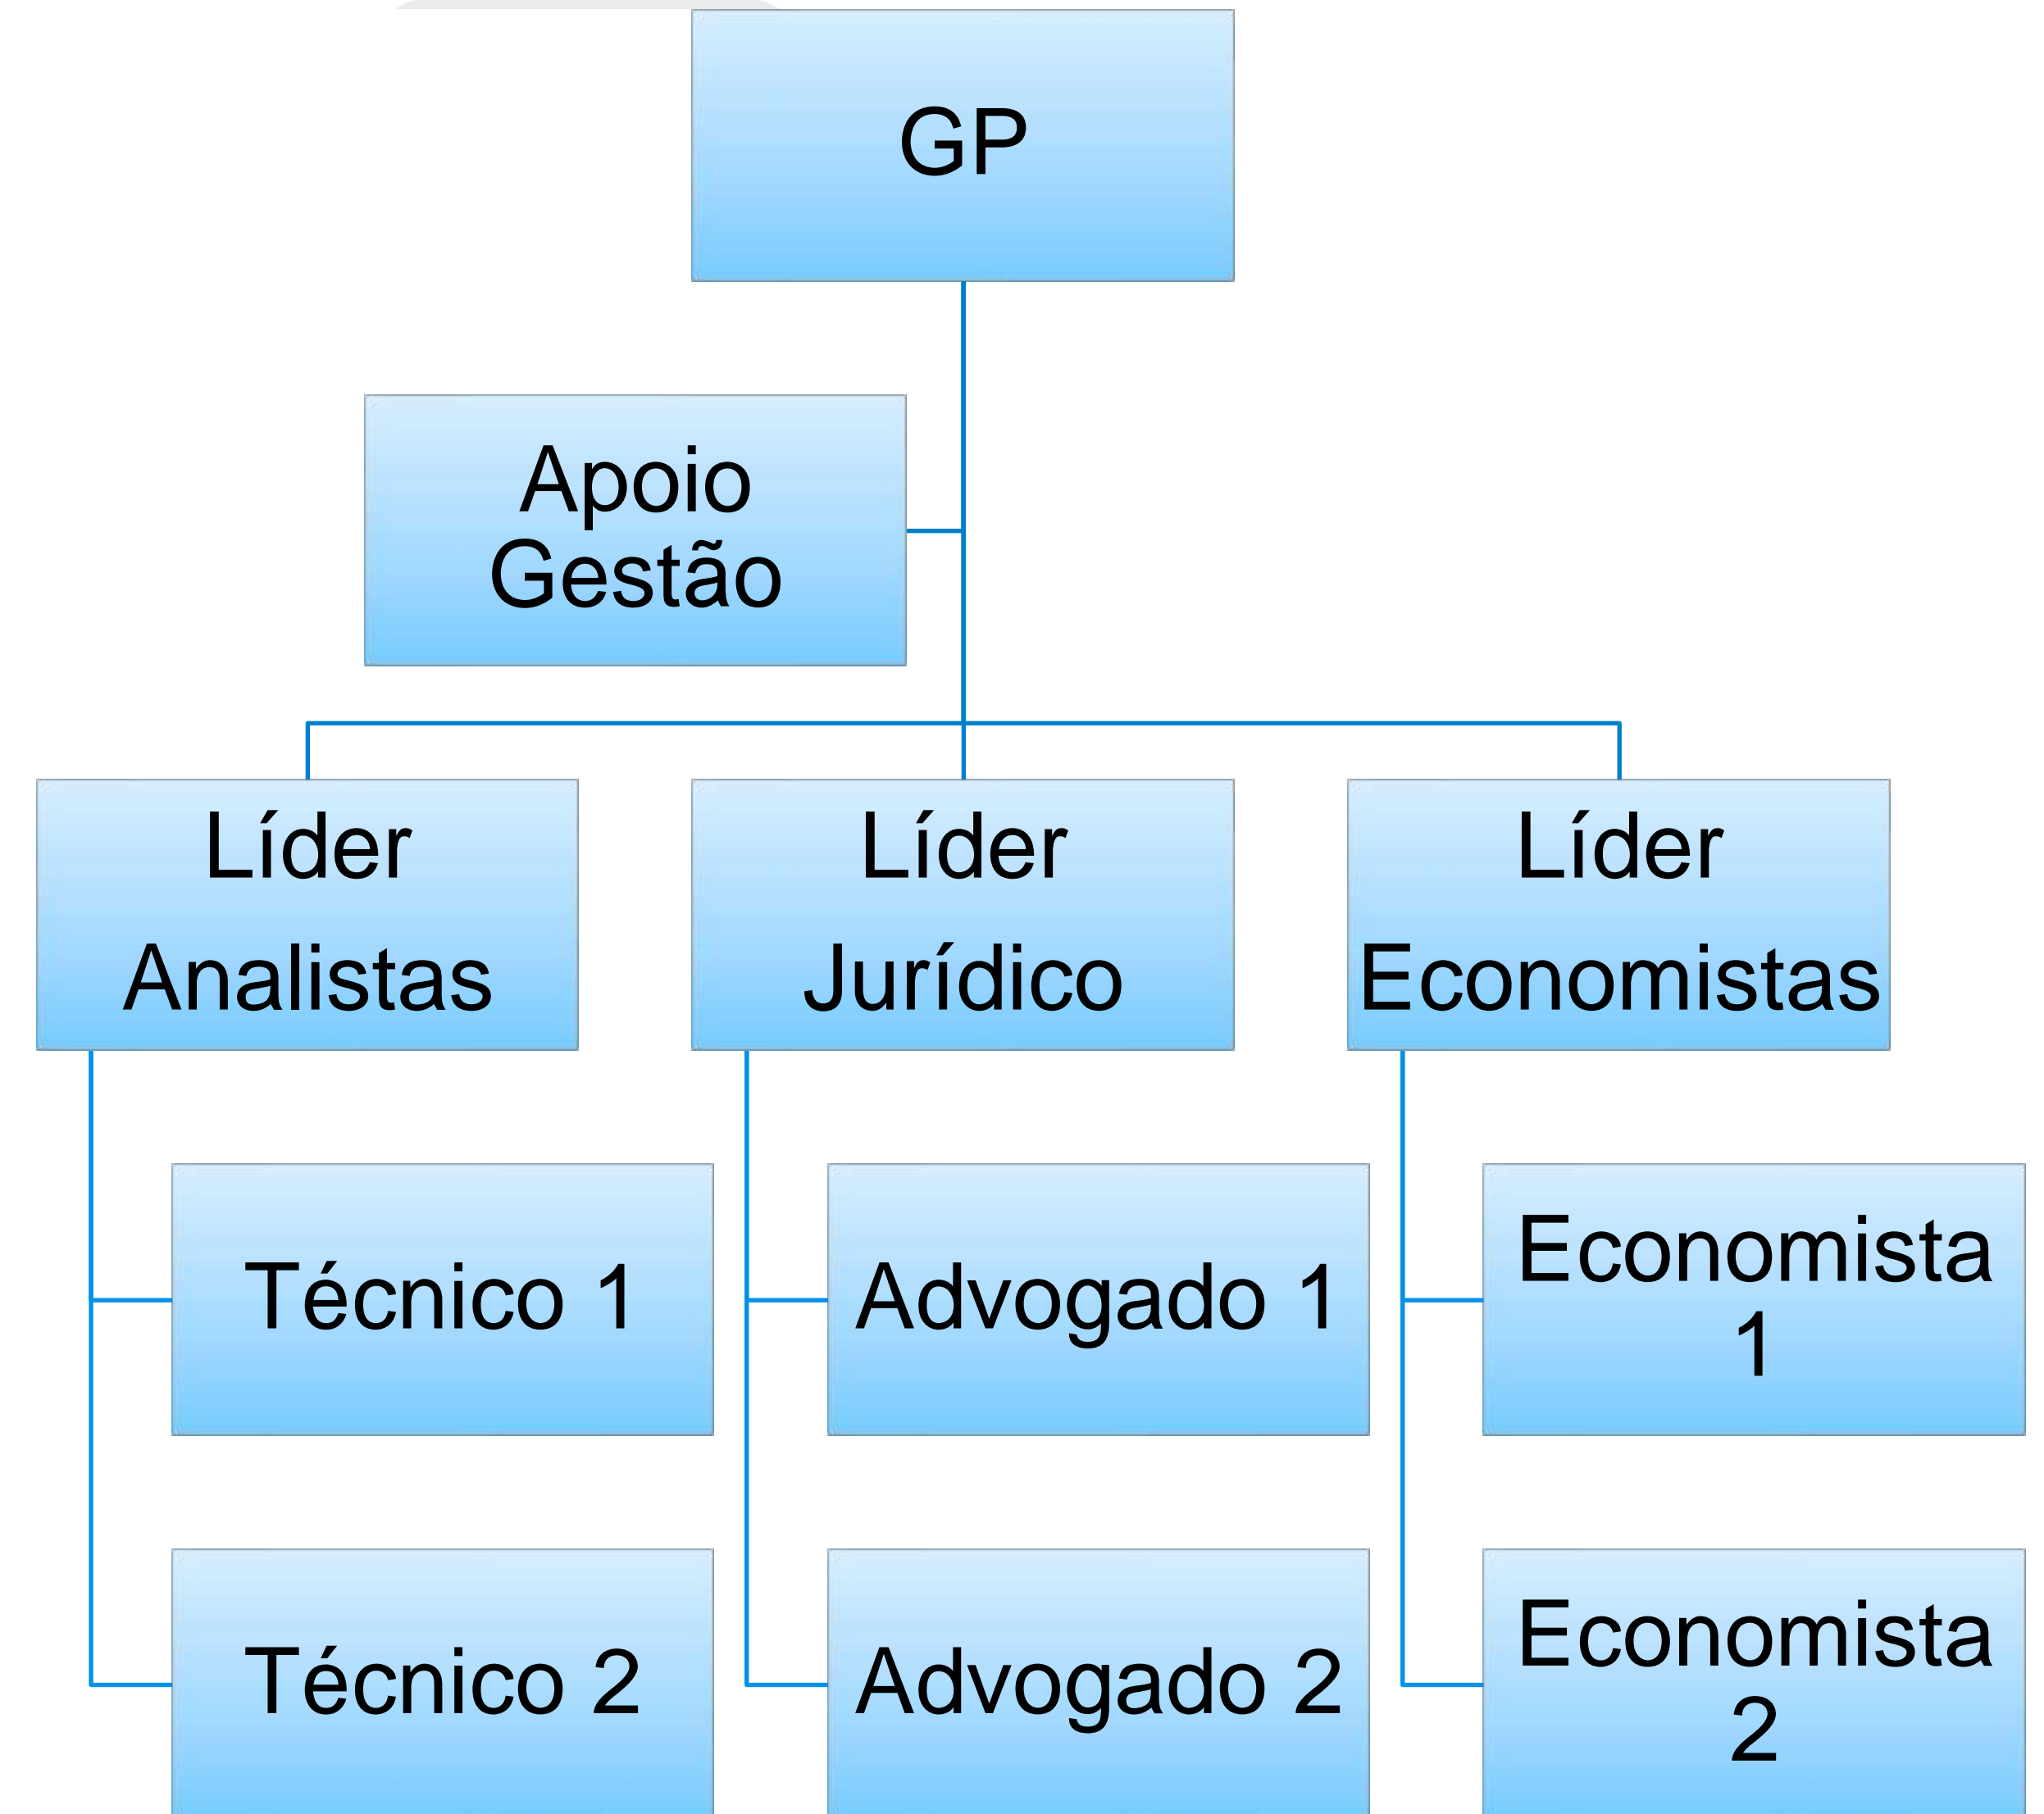 GP
Apoio
Gestão
Líder
Analistas
Líder
Jurídico
Líder
Economistas
Técnico 1
Advogado 1
Economista
1
Técnico 2
Advogado 2
Economista
2